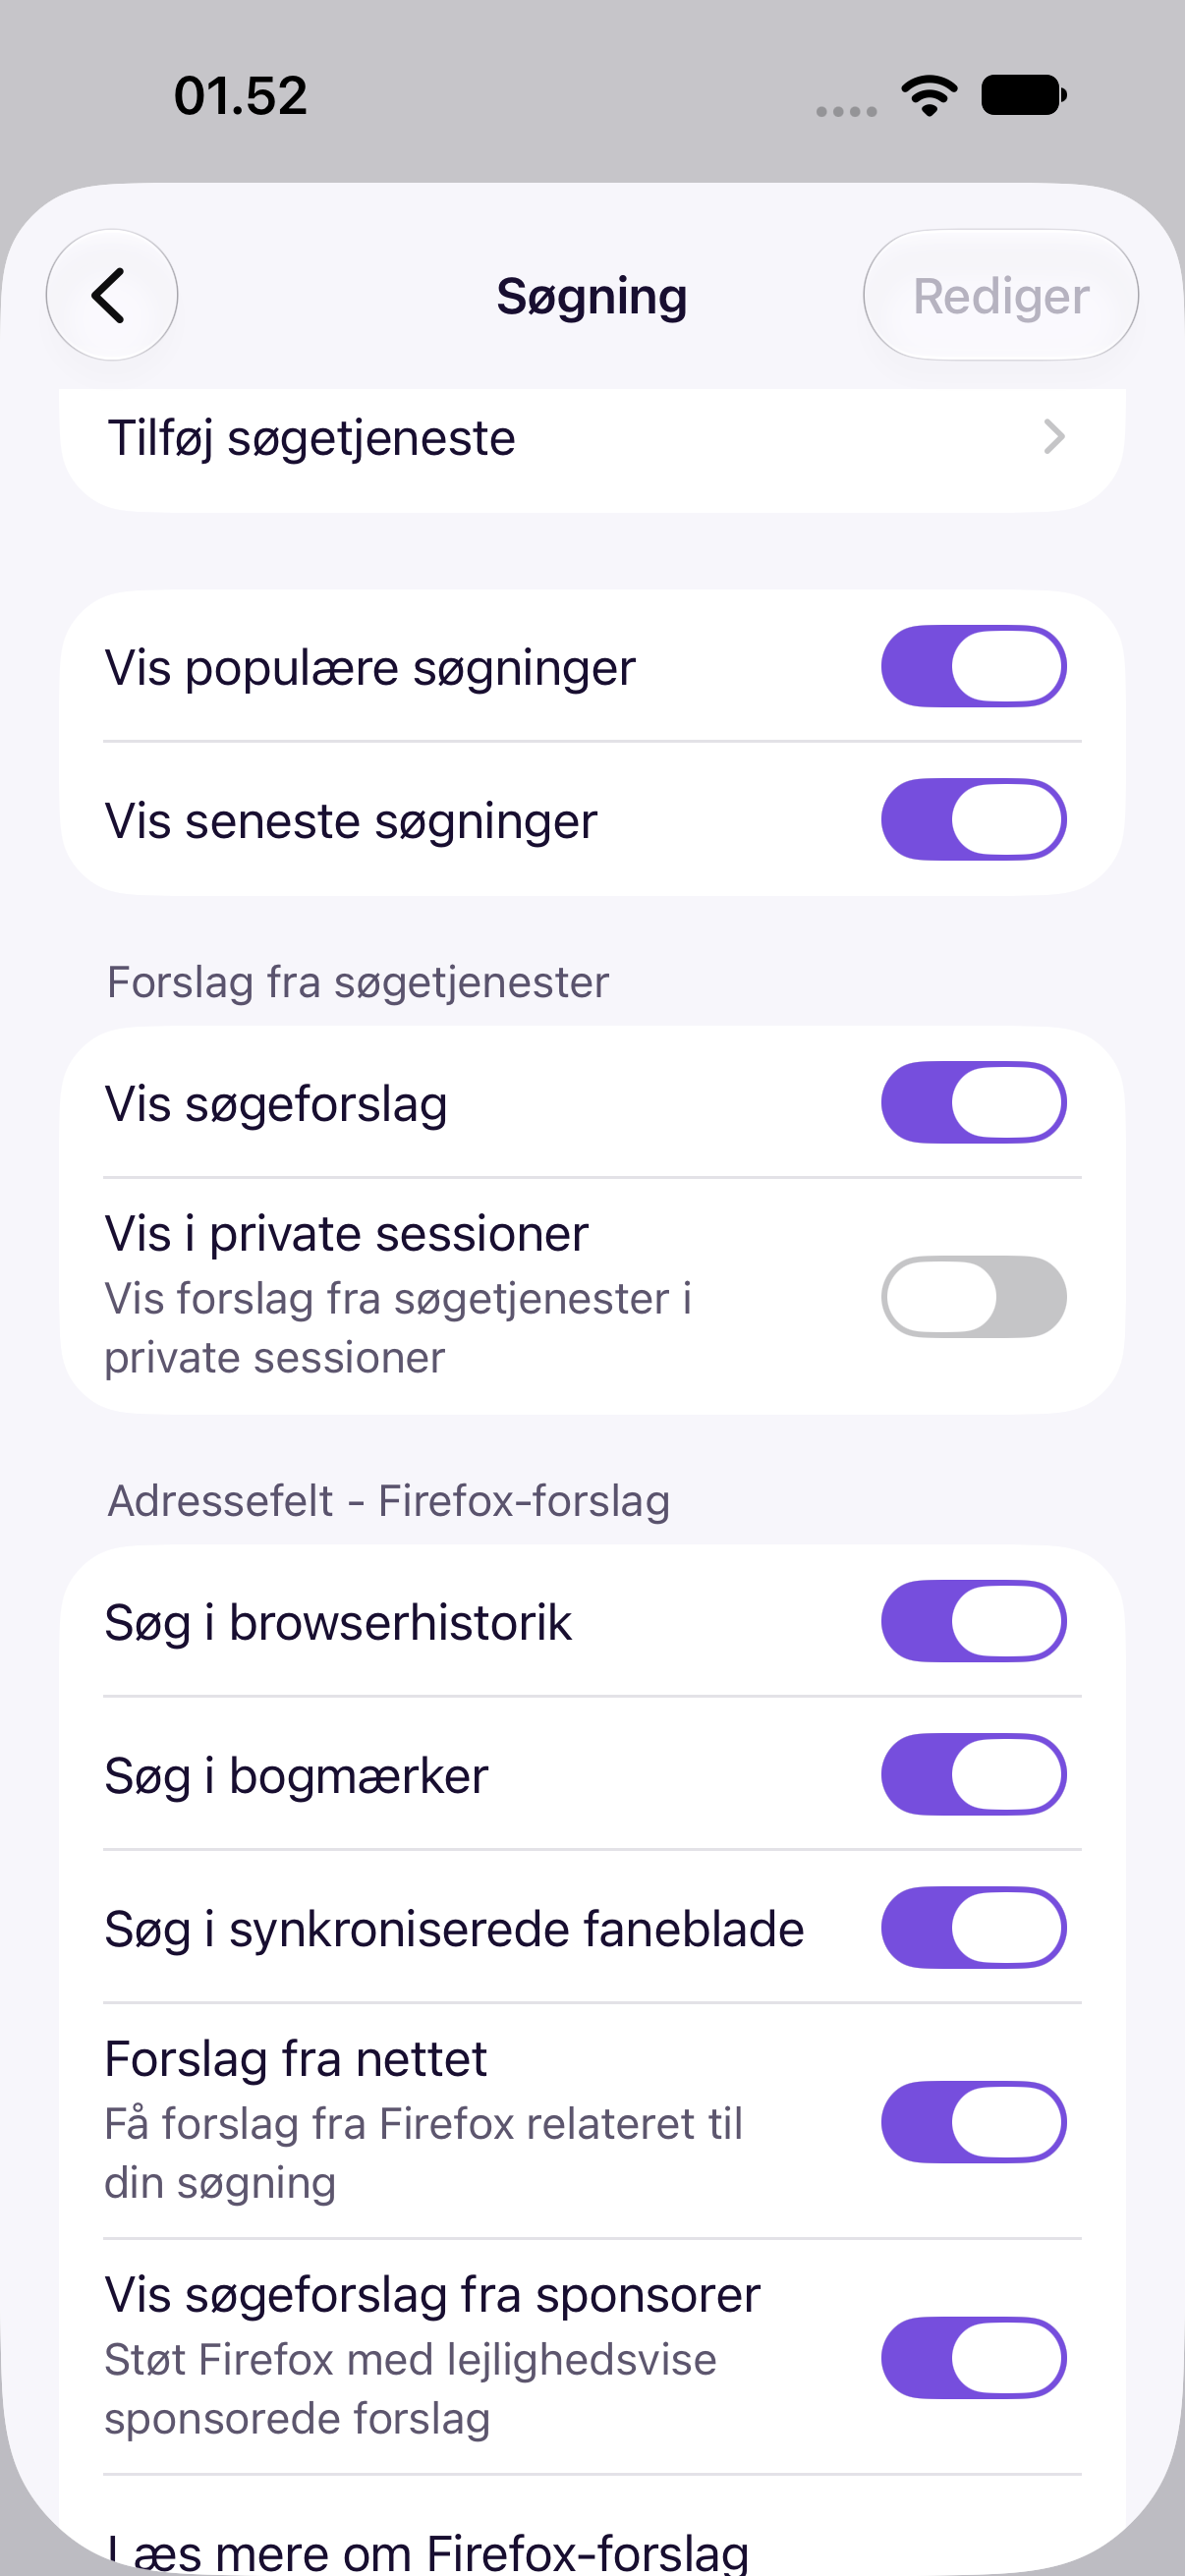 01.52
Søgning
Rediger
Tilføj søgetjeneste
Vis populære søgninger
Vis seneste søgninger
Forslag fra søgetjenester
Vis søgeforslag
Vis i private sessioner
Vis forslag fra søgetjenester i
private sessioner
Adressefelt - Firefox-forslag
Søg i browserhistorik
Søg i bogmærker
Søg i synkroniserede faneblade
Forslag fra nettet
Få forslag fra Firefox relateret til
din søgning
Vis søgeforslag fra sponsorer
Støt Firefox med lejlighedsvise
sponsorede forslag
Læs mere om Firefox-forslag